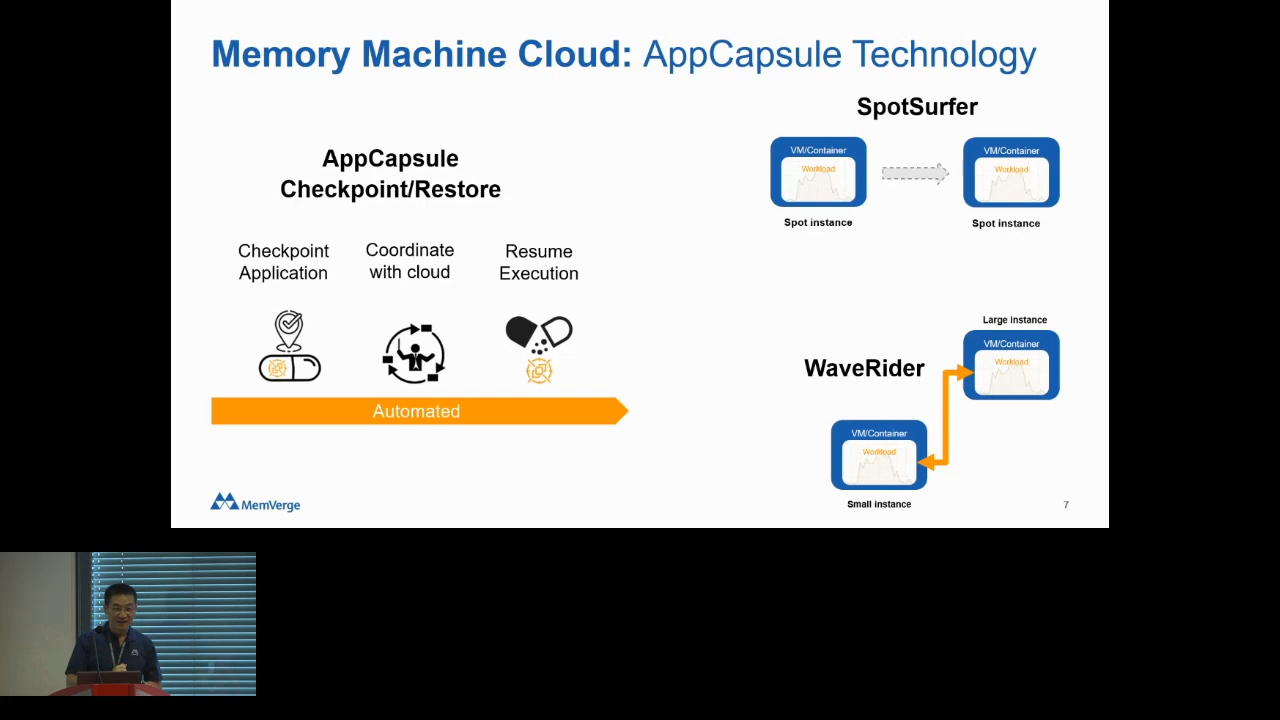 Memory Machine Cloud: AppCapsule Technology
AppCapsule
Checkpoint/Restore
Checkpoint
Application
Coordinate
with cloud
Resume
Execution
Automated
SpotSurfer
VM/Container
Workload
Spot instance
VM/Container
Workload
Spot instance
WaveRider
Large instance
VM/Container
Workload
VM/Container
Workload
Small instance
MemVerge
7